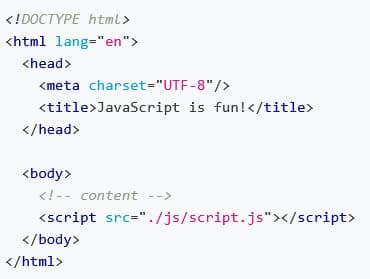 <!DOCTYPE html>
<html lang="en">
  <head>
    <meta charset="UTF-8"/>
    <title>JavaScript is fun!</title>
  </head>

  <body>
    <!-- content -->
    <script src="./js/script.js"></script>
  </body>
</html>